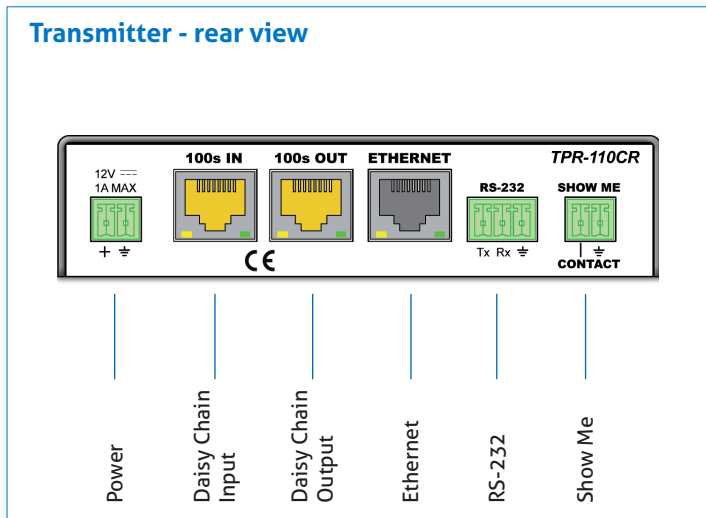 Transmitter - rear view
100s IN 100s OUT ETHERNET TPR-110CR
12V ⎓
1A MAX
RS-232 SHOW ME
+ ⏚
Tx Rx ⏚
⏚
CE
CONTACT
Power
Daisy Chain
Input
Daisy Chain
Output
Ethernet
RS-232
Show Me